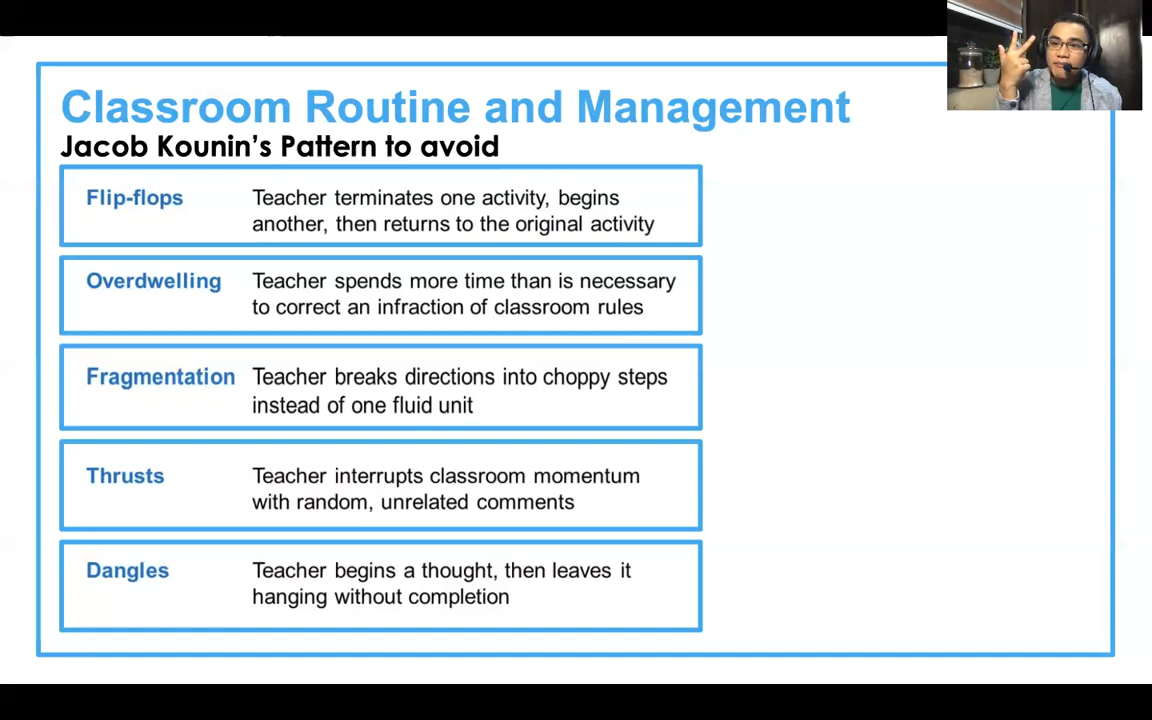 Classroom Routine and Management
Jacob Kounin's Pattern to avoid
Flip-flops Teacher terminates one activity, begins
another, then returns to the original activity
Overdwelling Teacher spends more time than is necessary
to correct an infraction of classroom rules
Fragmentation Teacher breaks directions into choppy steps
instead of one fluid unit
Thrusts Teacher interrupts classroom momentum
with random, unrelated comments
Dangles Teacher begins a thought, then leaves it
hanging without completion